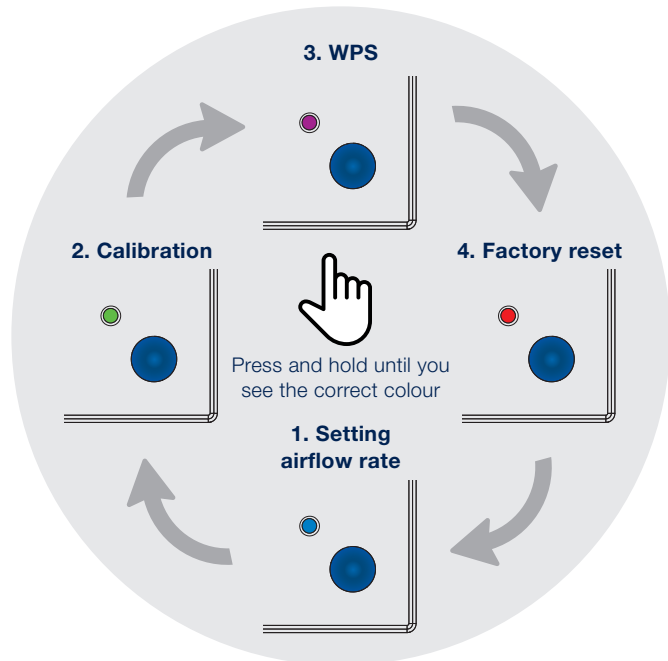 3. WPS
2. Calibration
4. Factory reset
Press and hold until you
see the correct colour
1. Setting
airflow rate